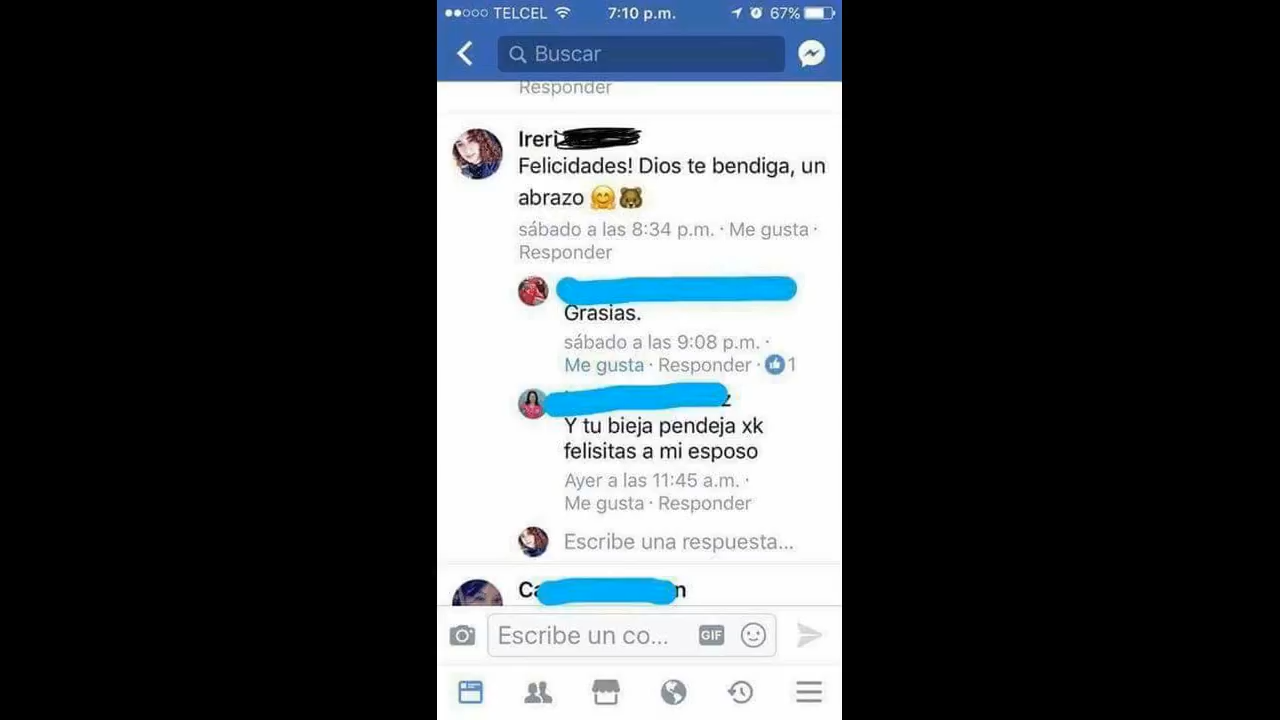 TELCEL 7:10 p.m. 67%
Buscar
Responder
Ireri
Felicidades! Dios te bendiga, un
abrazo 🤗🐻
sábado a las 8:34 p.m. · Me gusta ·
Responder
Grasias.
sábado a las 9:08 p.m. ·
Me gusta · Responder · 1
z
Y tu bieja pendeja xk
felisitas a mi esposo
Ayer a las 11:45 a.m. ·
Me gusta · Responder
Escribe una respuesta...
Ca n
Escribe un co... GIF